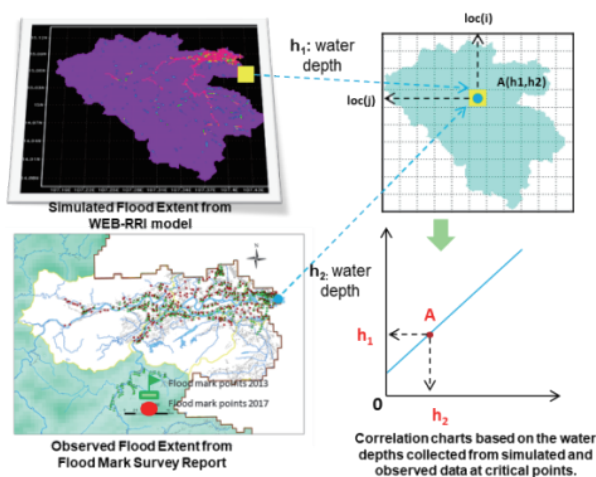 h1: water
depth
Simulated Flood Extent from
WEB-RRI model
loc(i)
A(h1,h2)
loc(j)
h2: water
depth
N
Flood mark points 2013
Flood mark points 2017
Observed Flood Extent from
Flood Mark Survey Report
A
h1
0
h2
Correlation charts based on the water
depths collected from simulated and
observed data at critical points.